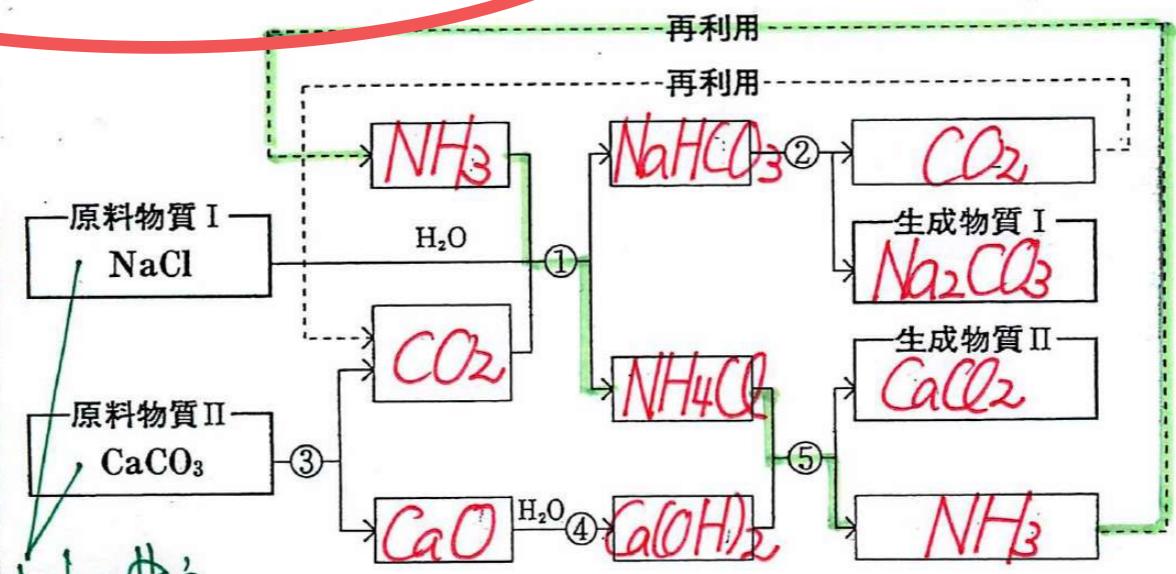 再利用
再利用
NH3
NaHCO3
②
CO2
原料物質Ⅰ
NaCl
H₂O
①
生成物質Ⅰ
Na2CO3
CO2
生成物質Ⅱ
CaCl2
NH4Cl
原料物質Ⅱ
CaCO₃
③
⑤
CaO
H₂O
④
Ca(OH)2
NH3